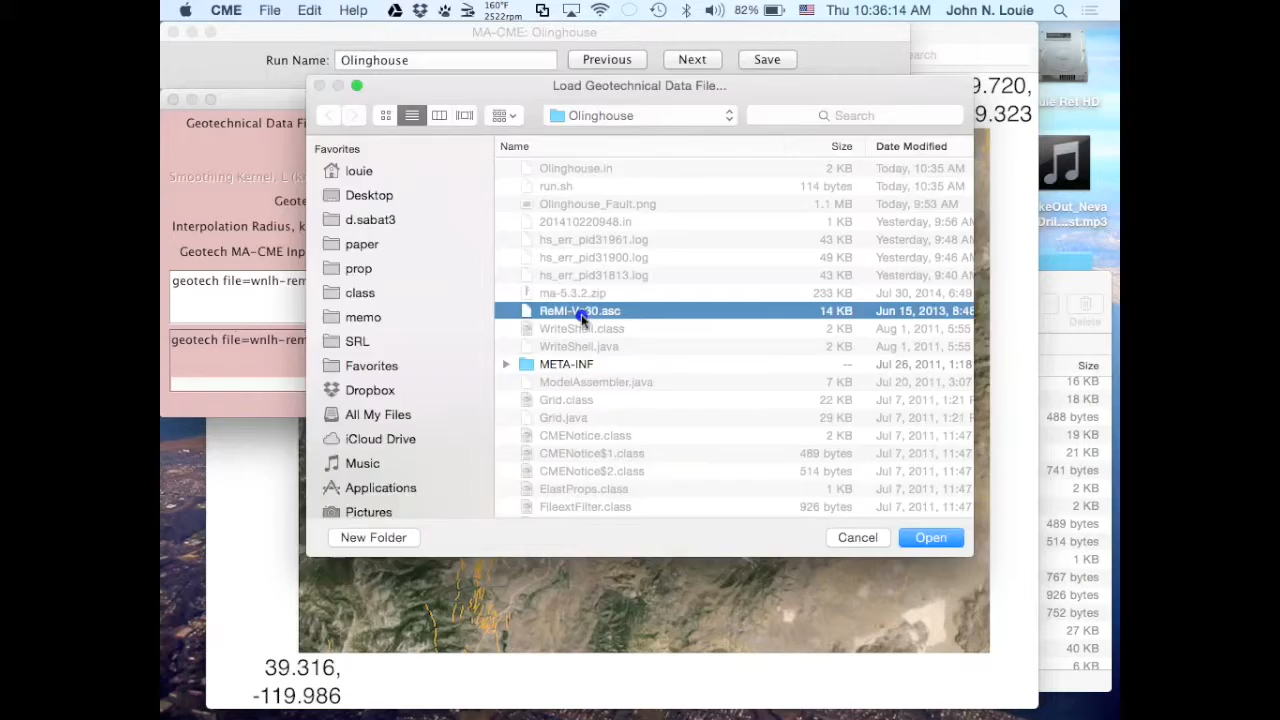 CME File Edit Help 160°F 2522rpm 82% Thu 10:36:14 AM John N. Louie
MA-CME: Olinghouse
Run Name: Olinghouse Previous Next Save
earch
Load Geotechnical Data File...
9.720,
9.323
Olinghouse Search
Geotechnical Data Fi
Smoothing Kernel, L (k
Geote
Interpolation Radius, k
Geotech MA-CME Inp
geotech file=wnlh-rem
geotech file=wnlh-rem
Favorites
louie
Desktop
d.sabat3
paper
prop
class
memo
SRL
Favorites
Dropbox
All My Files
iCloud Drive
Music
Applications
Pictures
Name Size Date Modified
Olinghouse.in 2 KB Today, 10:35 AM
run.sh 114 bytes Today, 10:35 AM
Olinghouse_Fault.png 1.1 MB Today, 9:53 AM
201410220948.in 1 KB Yesterday, 9:56 AM
hs_err_pid31961.log 43 KB Yesterday, 9:48 AM
hs_err_pid31900.log 49 KB Yesterday, 9:46 AM
hs_err_pid31813.log 43 KB Yesterday, 9:40 AM
ma-5.3.2.zip 233 KB Jul 30, 2014, 6:49
14 KB Jun 15, 2013, 8:48
WriteShell.class 2 KB Aug 1, 2011, 5:55
WriteShell.java 2 KB Aug 1, 2011, 5:55
META-INF -- Jul 26, 2011, 1:18
ModelAssembler.java 7 KB Jul 20, 2011, 3:07
Grid.class 22 KB Jul 7, 2011, 1:21 P
Grid.java 29 KB Jul 7, 2011, 1:21 P
CMENotice.class 2 KB Jul 7, 2011, 11:47
CMENotice$1.class 489 bytes Jul 7, 2011, 11:47
CMENotice$2.class 514 bytes Jul 7, 2011, 11:47
ElastProps.class 1 KB Jul 7, 2011, 11:47
FileextFilter.class 926 bytes Jul 7, 2011, 11:47
New Folder Cancel Open
39.316,
-119.986
uie Ret HD
keOut_Neva
Dril...st.mp3
Delete
Size
16 KB
18 KB
488 bytes
19 KB
21 KB
741 bytes
2 KB
2 KB
489 bytes
514 bytes
1 KB
767 bytes
926 bytes
752 bytes
27 KB
40 KB
6 KB